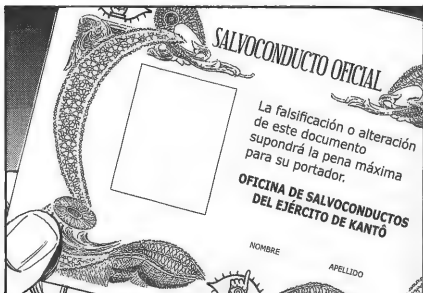 SALVOCONDUCTO OFICIAL
La falsificación o alteración
de este documento
supondrá la pena máxima
para su portador.
OFICINA DE SALVOCONDUCTOS
DEL EJÉRCITO DE KANTÔ
NOMBRE
APELLIDO